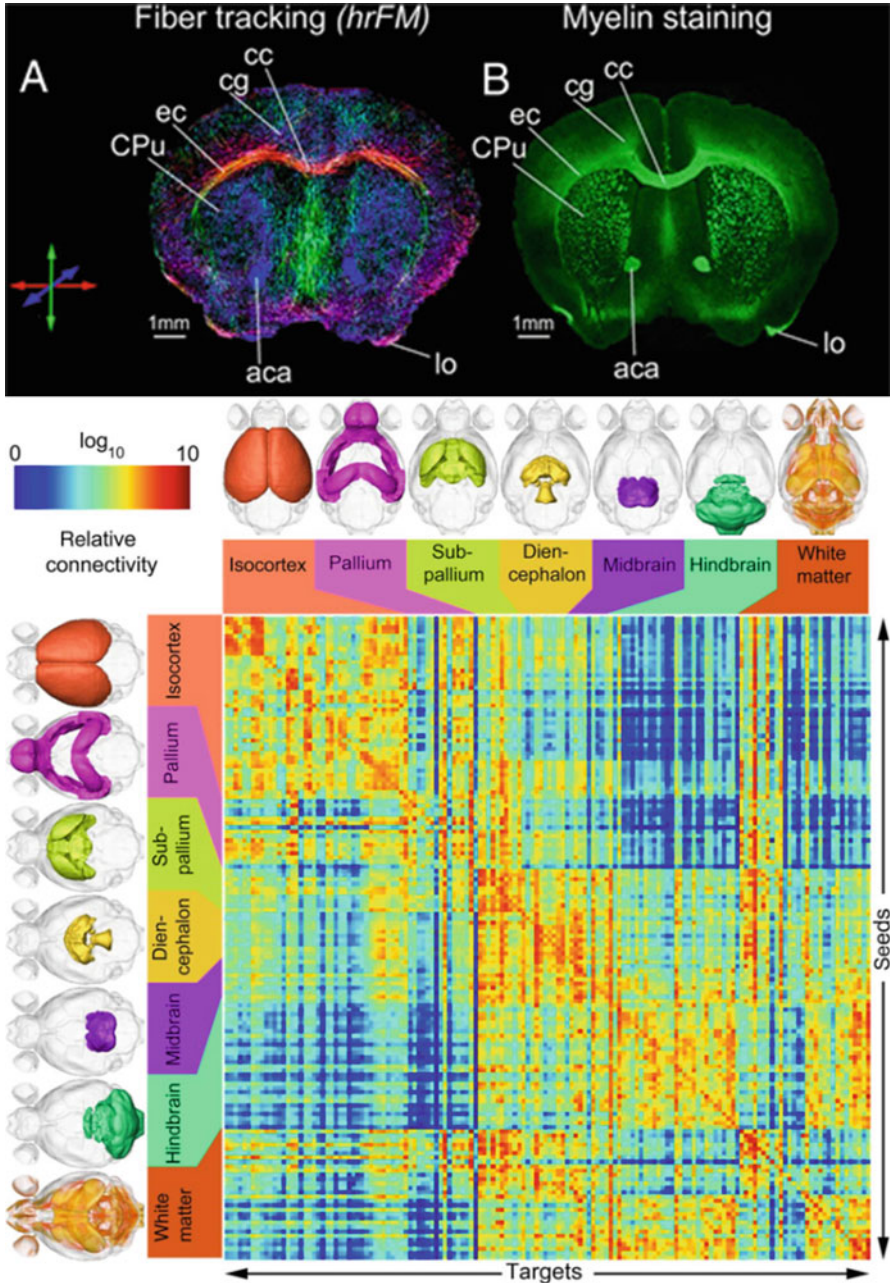 Fiber tracking (hrFM)
Myelin staining
A
cc
cg
ec
CPu
1mm
aca
lo
B
cc
cg
ec
CPu
1mm
aca
lo
0
log10
10
Relative
connectivity
Isocortex
Pallium
Sub-
pallium
Dien-
cephalon
Midbrain
Hindbrain
White
matter
Isocortex
Pallium
Sub-
pallium
Dien-
cephalon
Midbrain
Hindbrain
White
matter
Seeds
Targets